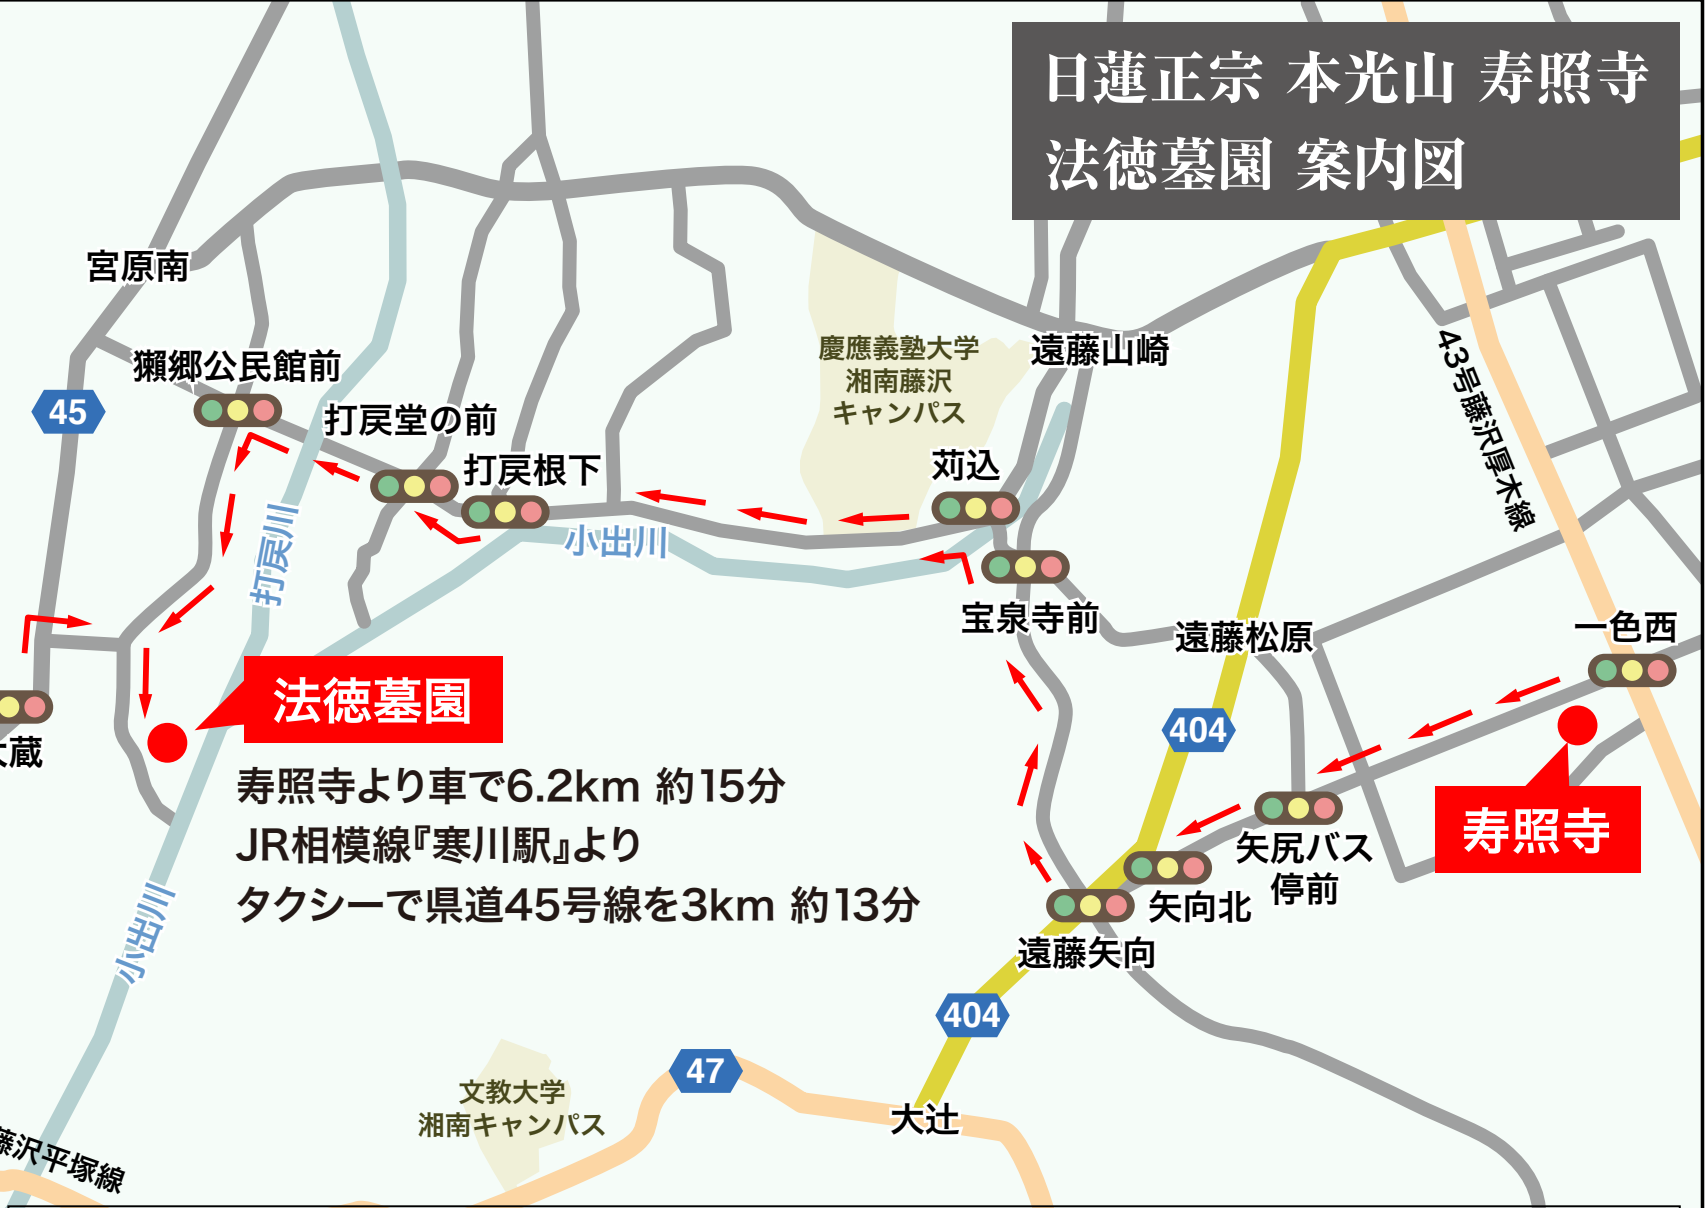 日蓮正宗 本光山 寿照寺
法徳墓園 案内図
宮原南
獺郷公民館前
45
打戻堂の前
打戻根下
慶應義塾大学
湘南藤沢
キャンパス
遠藤山崎
苅込
43号藤沢厚木線
打戻川
小出川
宝泉寺前
遠藤松原
一色西
404
法徳墓園
蔵
寿照寺より車で6.2km 約15分
JR相模線『寒川駅』より
タクシーで県道45号線を3km 約13分
寿照寺
矢尻バス
停前
矢向北
遠藤矢向
小出川
404
47
文教大学
湘南キャンパス
大辻
藤沢平塚線